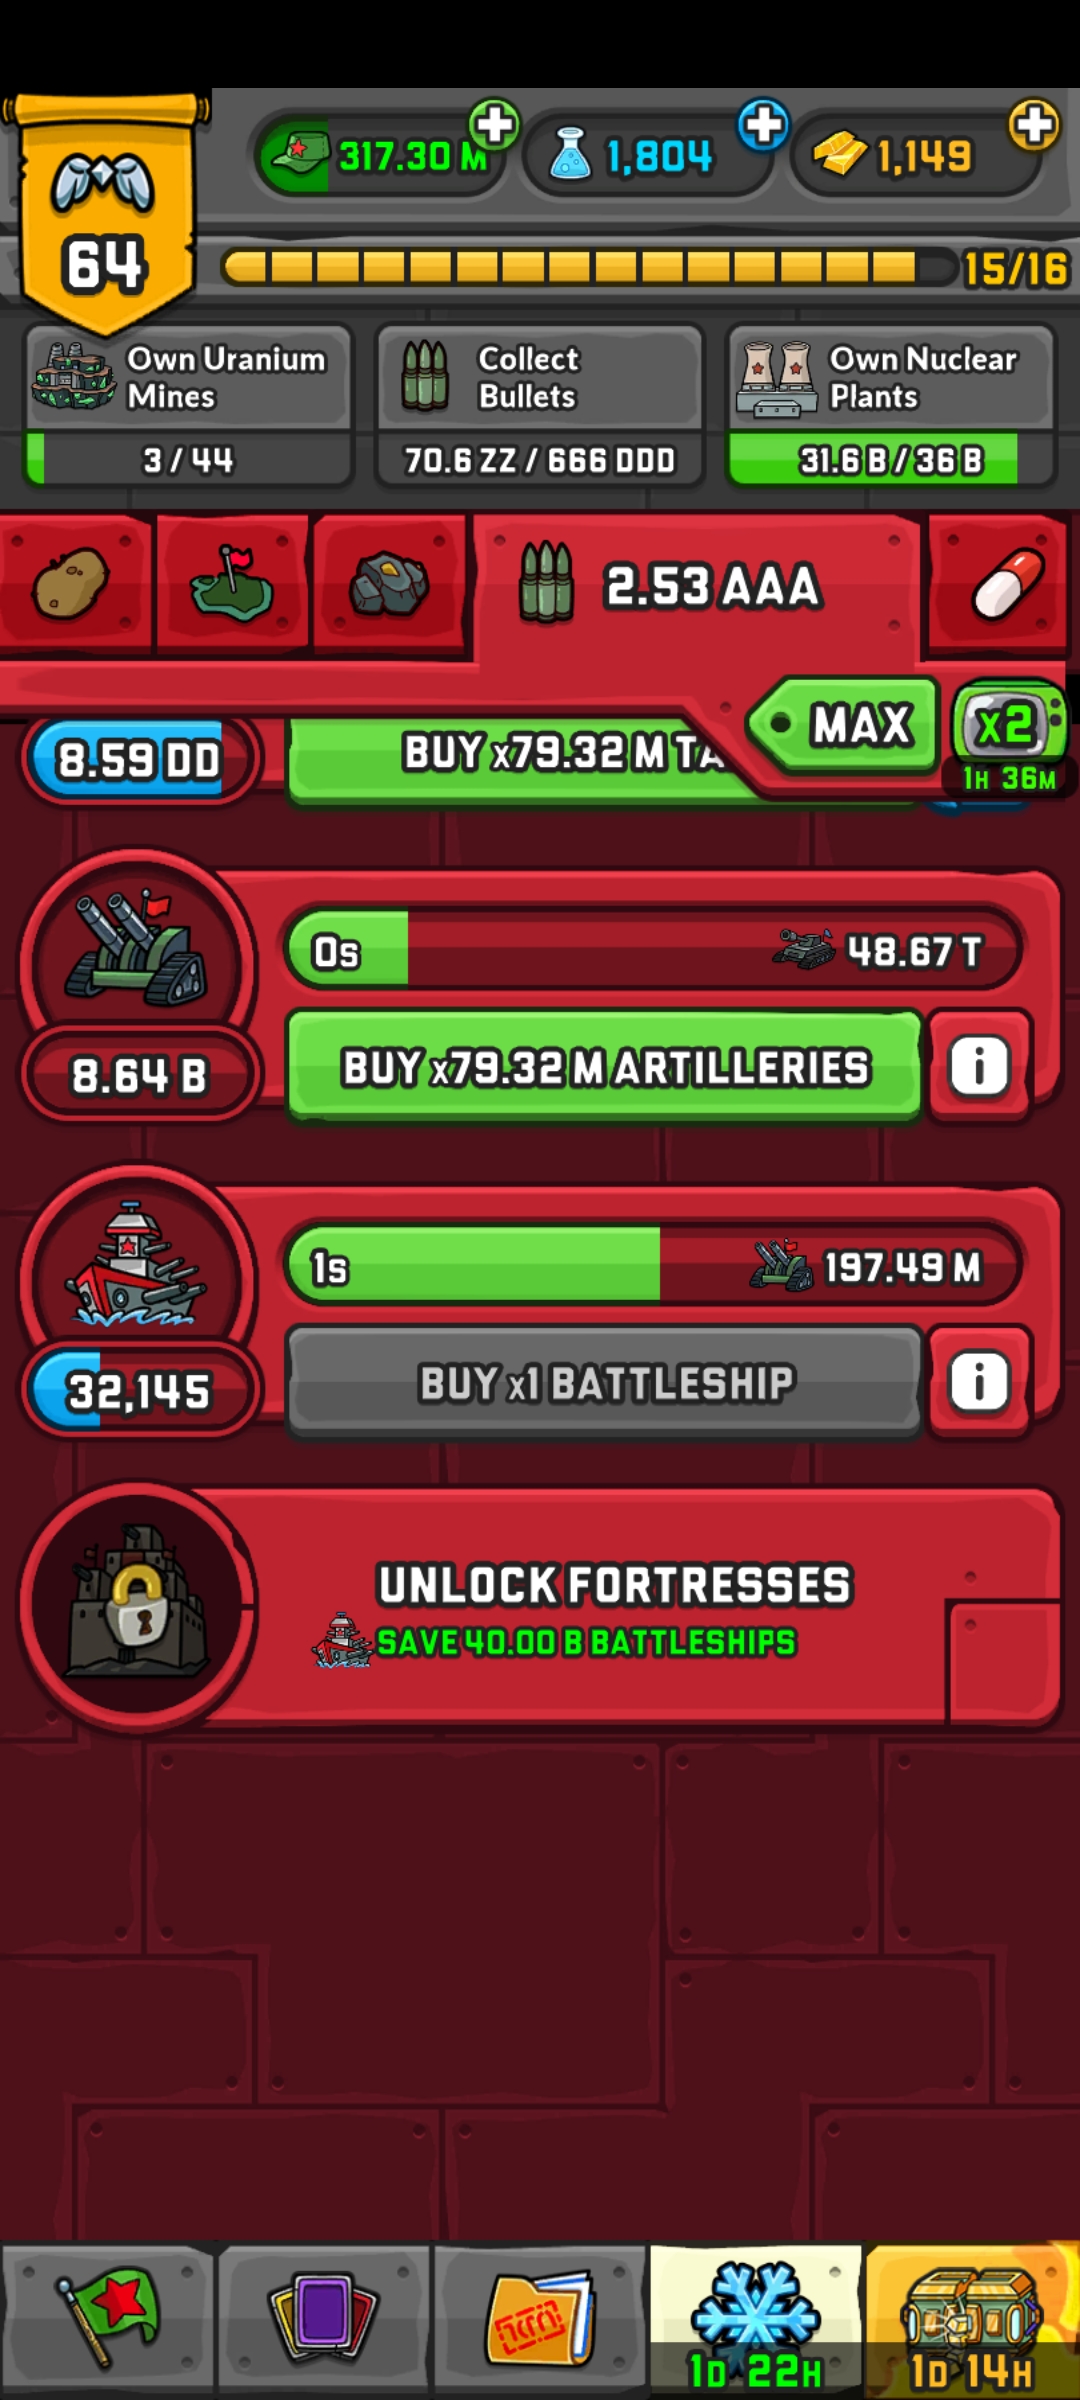 317.30 M
1,804
1,149
64
15/16
Own Uranium
Mines
3 / 44
Collect
Bullets
70.6 ZZ / 666 DDD
Own Nuclear
Plants
31.6 B / 36 B
2.53 AAA
MAX
x2
1H 36M
8.59 DD
BUY x79.32 M TA
0s
48.67 T
8.64 B
BUY x79.32 M ARTILLERIES
i
1s
197.49 M
32,145
BUY x1 BATTLESHIP
i
UNLOCK FORTRESSES
SAVE 40.00 B BATTLESHIPS
1D 22H
1D 14H